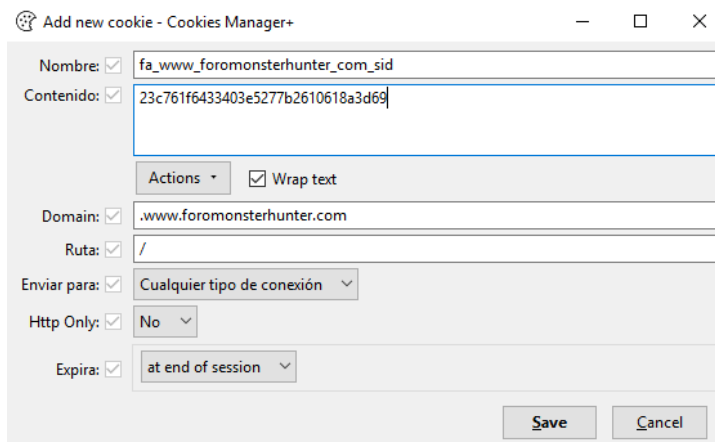 Add new cookie - Cookies Manager+
Nombre: fa_www_foromonsterhunter_com_sid
Contenido: 23c761f6433403e5277b2610618a3d69
Actions Wrap text
Domain: .www.foromonsterhunter.com
Ruta: /
Enviar para: Cualquier tipo de conexión
Http Only: No
Expira: at end of session
Save Cancel